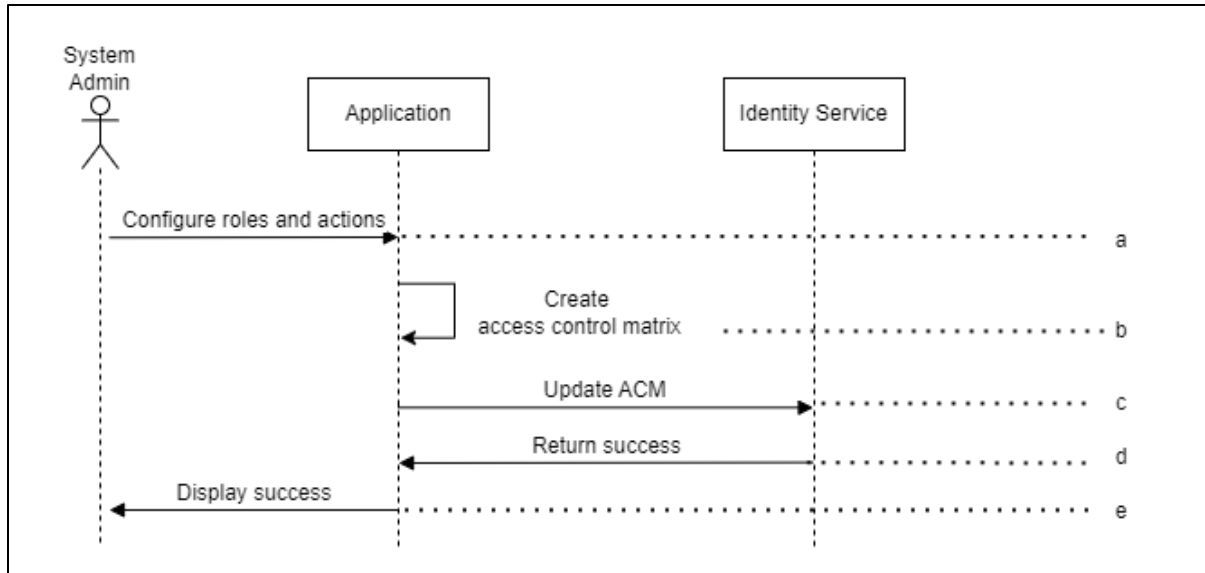 System
Admin
Application
Identity Service
Configure roles and actions
a
Create
access control matrix
b
Update ACM
c
Return success
d
Display success
e